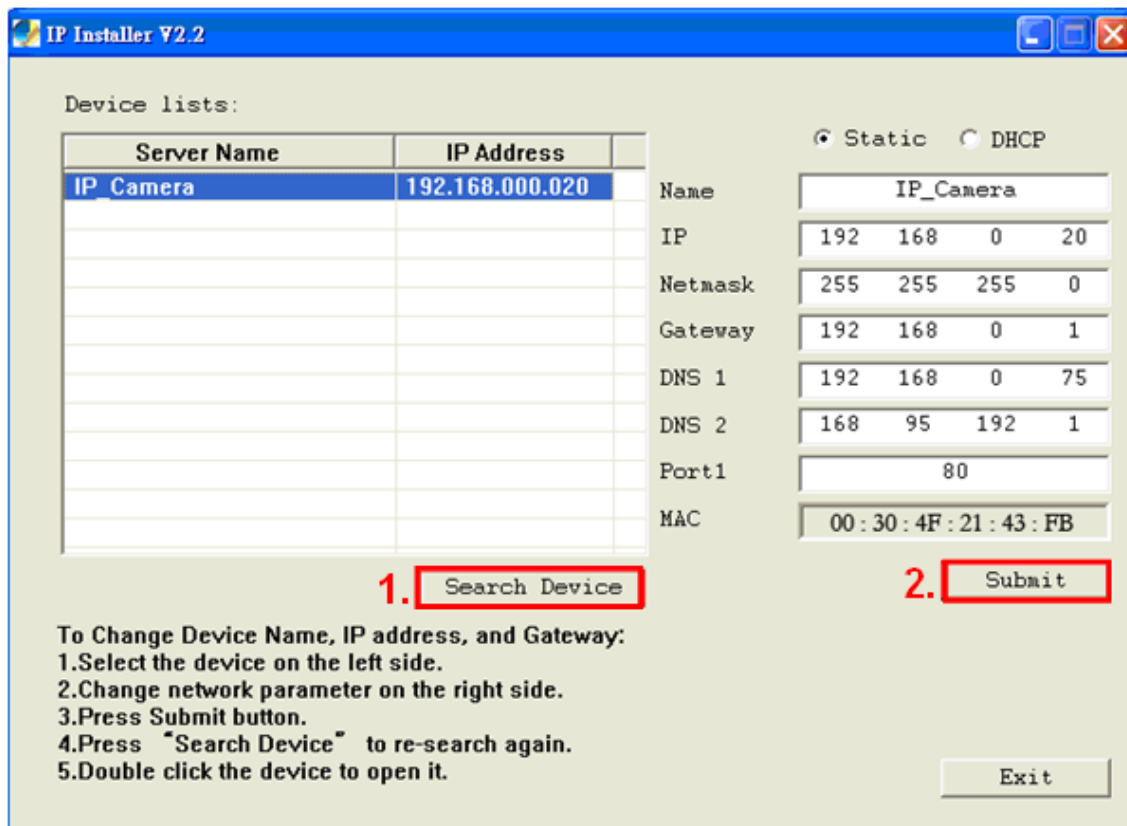 IP Installer V2.2
Device lists:
Server Name IP Address
IP_Camera 192.168.000.020
Static DHCP
Name IP_Camera
IP 192 168 0 20
Netmask 255 255 255 0
Gateway 192 168 0 1
DNS 1 192 168 0 75
DNS 2 168 95 192 1
Port1 80
MAC 00 : 30 : 4F : 21 : 43 : FB
1. Search Device
2. Submit
To Change Device Name, IP address, and Gateway:
1.Select the device on the left side.
2.Change network parameter on the right side.
3.Press Submit button.
4.Press “Search Device” to re-search again.
5.Double click the device to open it.
Exit